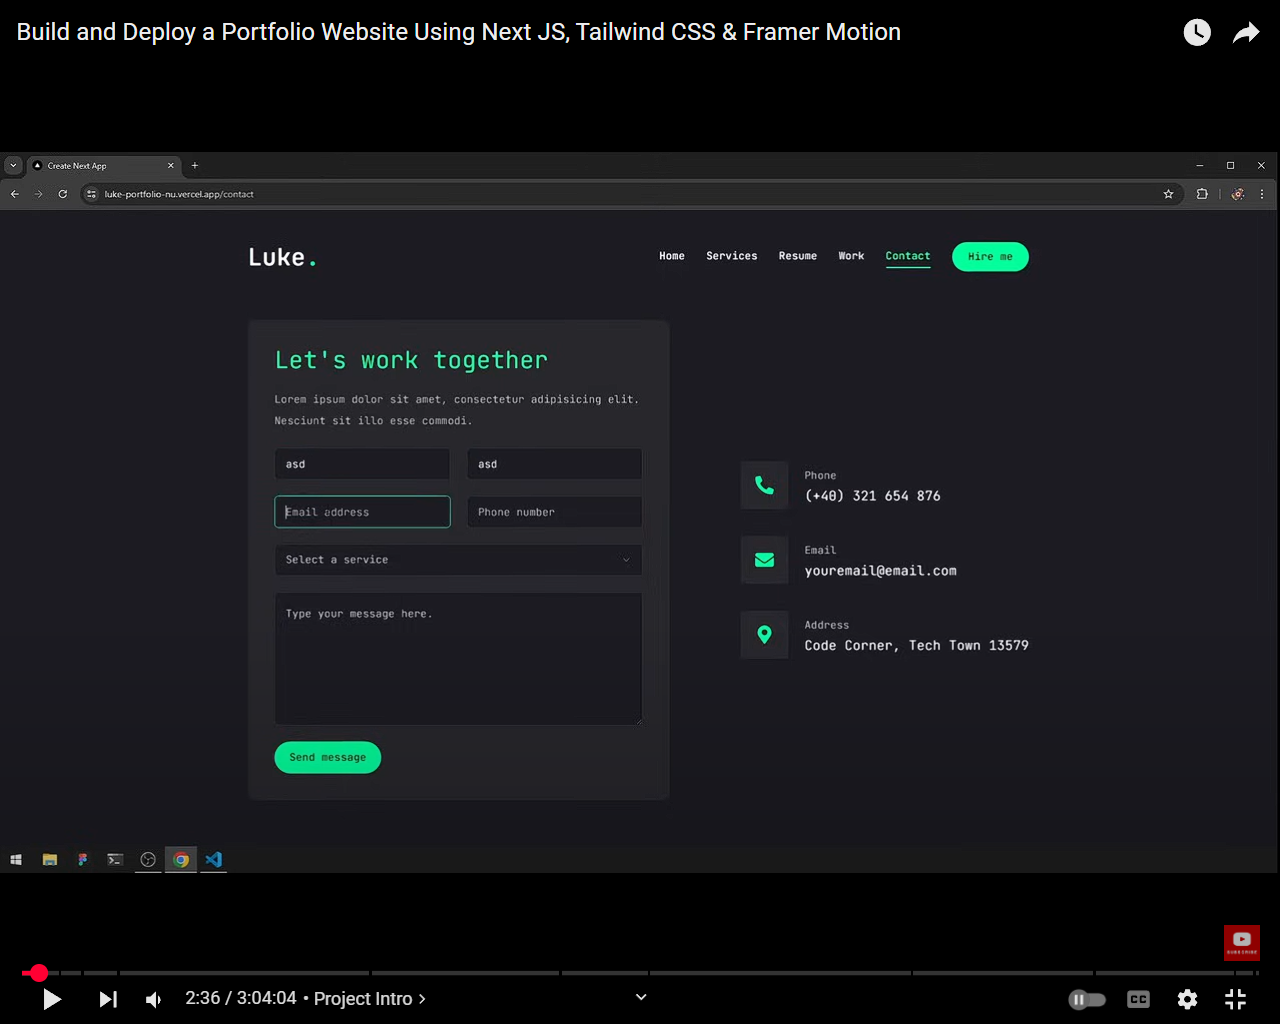 Build and Deploy a Portfolio Website Using Next JS, Tailwind CSS & Framer Motion
Create Next App
luke-portfolio-nu.vercel.app/contact
Luke.
Home Services Resume Work Contact Hire me
Let's work together
Lorem ipsum dolor sit amet, consectetur adipisicing elit.
Nesciunt sit illo esse commodi.
asd asd
Email address Phone number
Select a service
Type your message here.
Send message
Phone
(+40) 321 654 876
Email
youremail@email.com
Address
Code Corner, Tech Town 13579
SUBSCRIBE
2:36 / 3:04:04 • Project Intro ›
CC